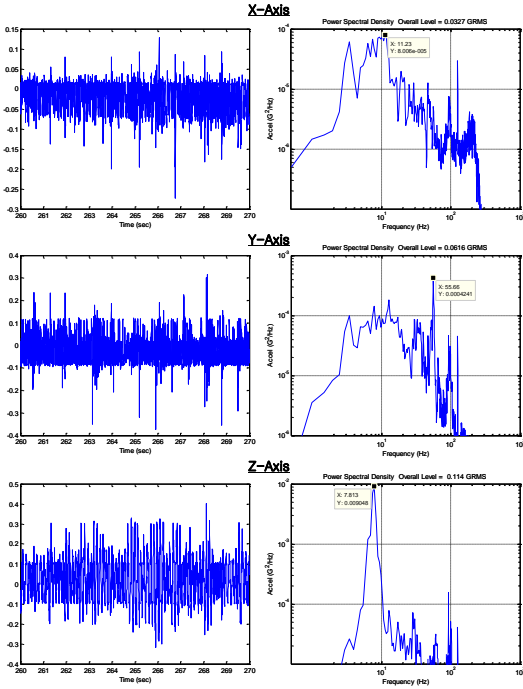 X-Axis
Power Spectral Density Overall Level = 0.0327 GRMS
0.15
0.1
0.05
0
-0.05
-0.1
-0.15
-0.2
-0.25
-0.3
260 261 262 263 264 265 266 267 268 269 270
Time (sec)
X: 11.23
Y: 8.006e-005
Accel (G²/Hz)
10¹ 10²
Frequency (Hz)
Y-Axis
Power Spectral Density Overall Level = 0.0616 GRMS
0.4
0.3
0.2
0.1
0
-0.1
-0.2
-0.3
-0.4
260 261 262 263 264 265 266 267 268 269 270
Time (sec)
X: 55.66
Y: 0.0004241
Accel (G²/Hz)
10¹ 10²
Frequency (Hz)
Z-Axis
Power Spectral Density Overall Level = 0.114 GRMS
0.5
0.4
0.3
0.2
0.1
0
-0.1
-0.2
-0.3
-0.4
260 261 262 263 264 265 266 267 268 269 270
Time (sec)
X: 7.813
Y: 0.009048
Accel (G²/Hz)
10¹ 10²
Frequency (Hz)